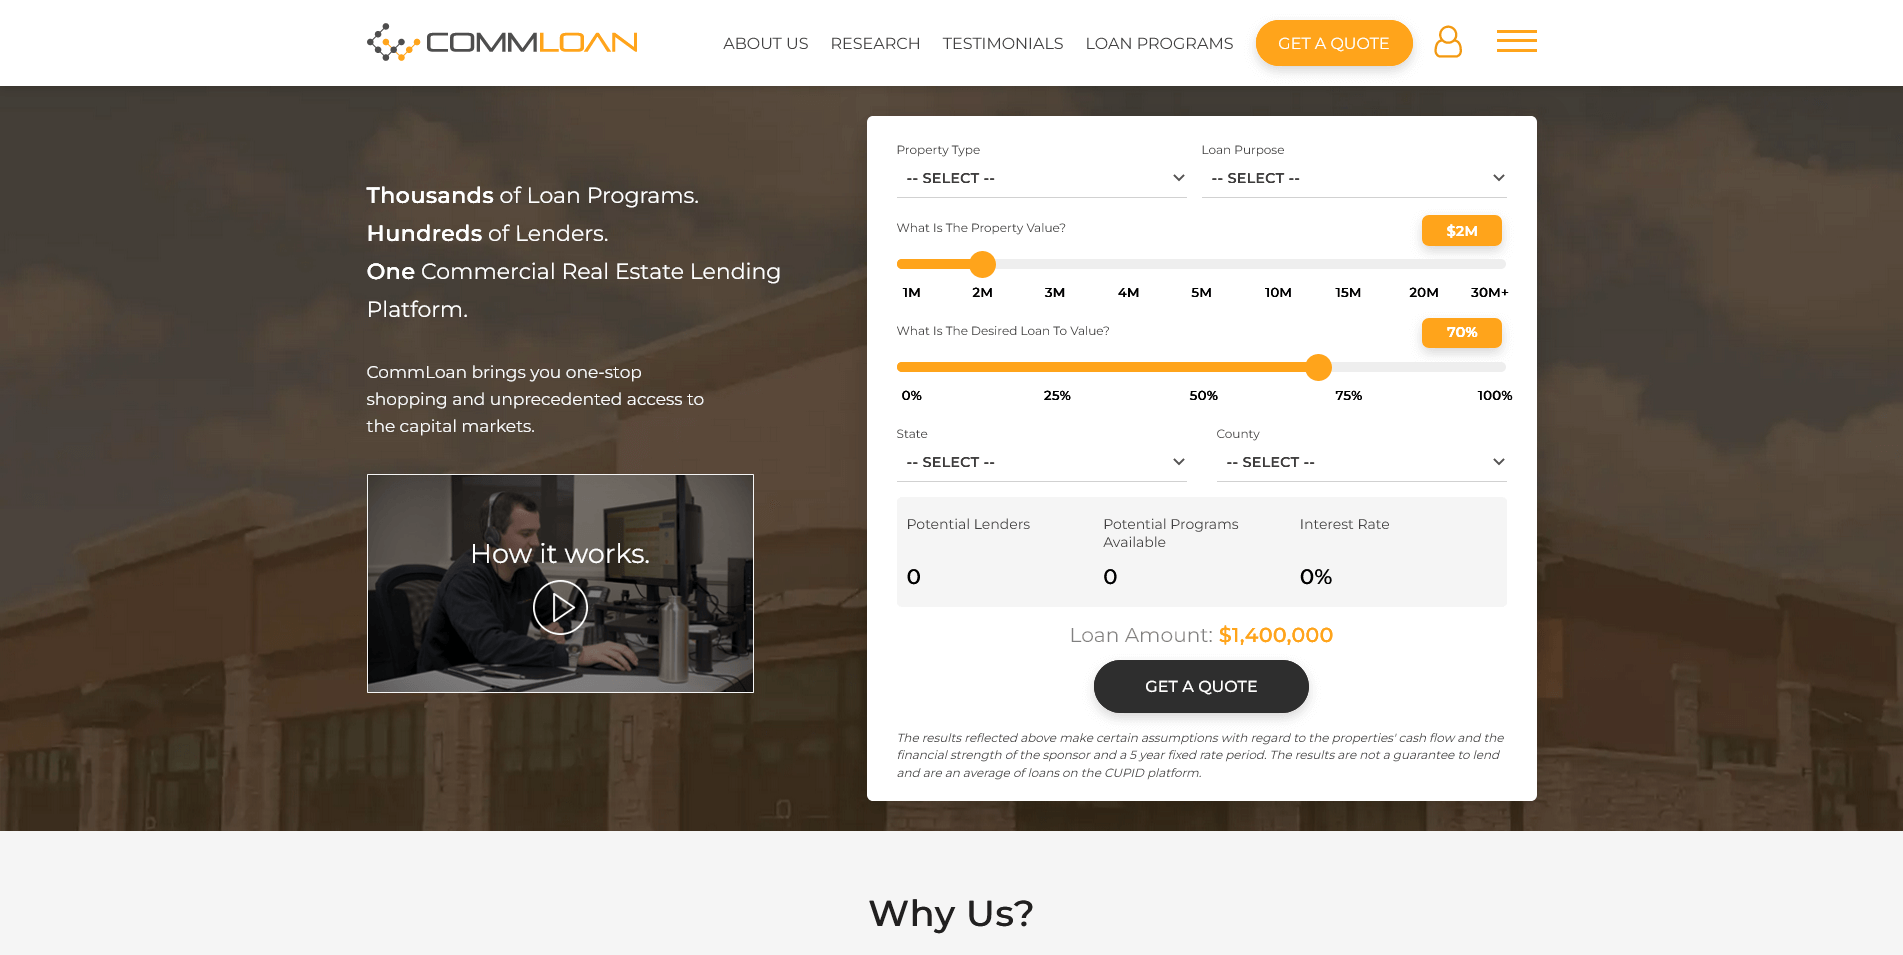 COMMLOAN
ABOUT US RESEARCH TESTIMONIALS LOAN PROGRAMS GET A QUOTE
Thousands of Loan Programs.
Hundreds of Lenders.
One Commercial Real Estate Lending
Platform.
CommLoan brings you one-stop
shopping and unprecedented access to
the capital markets.
How it works.
Property Type Loan Purpose
-- SELECT -- -- SELECT --
What Is The Property Value? $2M
1M 2M 3M 4M 5M 10M 15M 20M 30M+
What Is The Desired Loan To Value? 70%
0% 25% 50% 75% 100%
State County
-- SELECT -- -- SELECT --
Potential Lenders Potential Programs Interest Rate
Available
0 0 0%
Loan Amount: $1,400,000
GET A QUOTE
The results reflected above make certain assumptions with regard to the properties' cash flow and the
financial strength of the sponsor and a 5 year fixed rate period. The results are not a guarantee to lend
and are an average of loans on the CUPID platform.
Why Us?